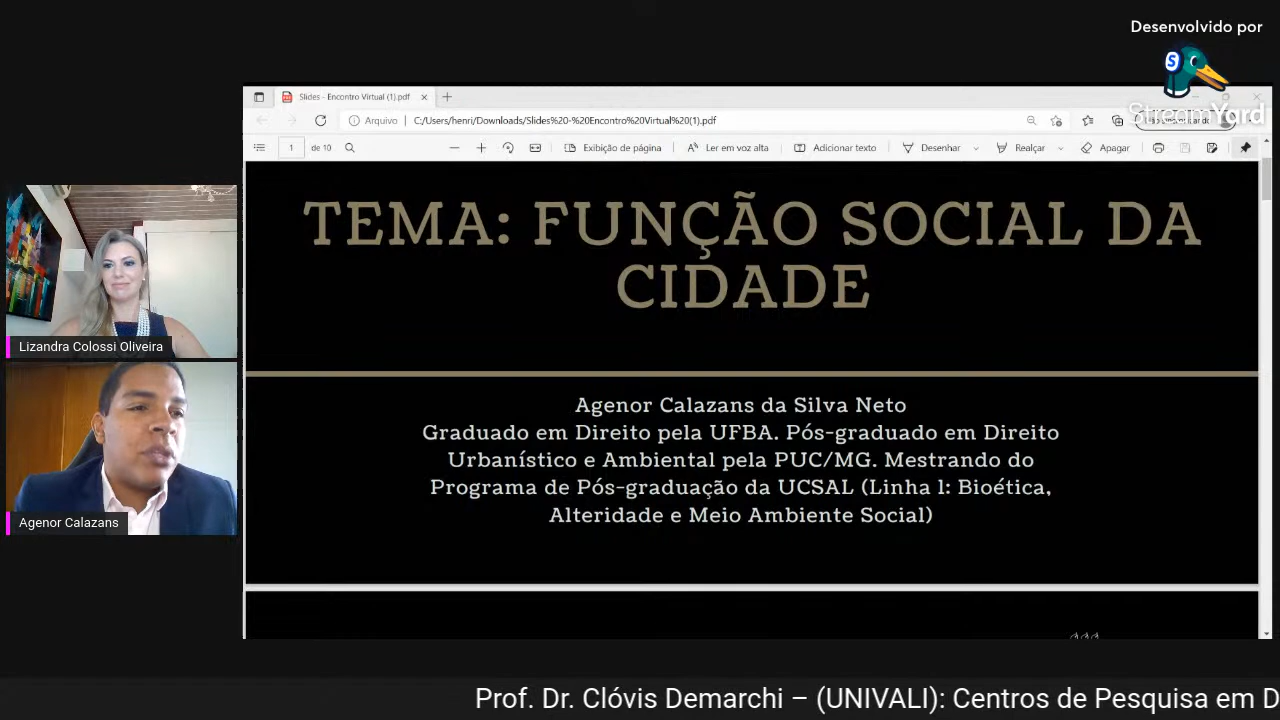 Desenvolvido por
StreamYard
Slides - Encontro Virtual (1).pdf
Arquivo C:/Users/henri/Downloads/Slides%20-%20Encontro%20Virtual%20(1).pdf
1 de 10 Exibição de página Ler em voz alta Adicionar texto Desenhar Realçar Apagar
TEMA: FUNÇÃO SOCIAL DA
CIDADE
Agenor Calazans da Silva Neto
Graduado em Direito pela UFBA. Pós-graduado em Direito
Urbanístico e Ambiental pela PUC/MG. Mestrando do
Programa de Pós-graduação da UCSAL (Linha 1: Bioética,
Alteridade e Meio Ambiente Social)
Lizandra Colossi Oliveira
Agenor Calazans
Prof. Dr. Clóvis Demarchi – (UNIVALI): Centros de Pesquisa em D